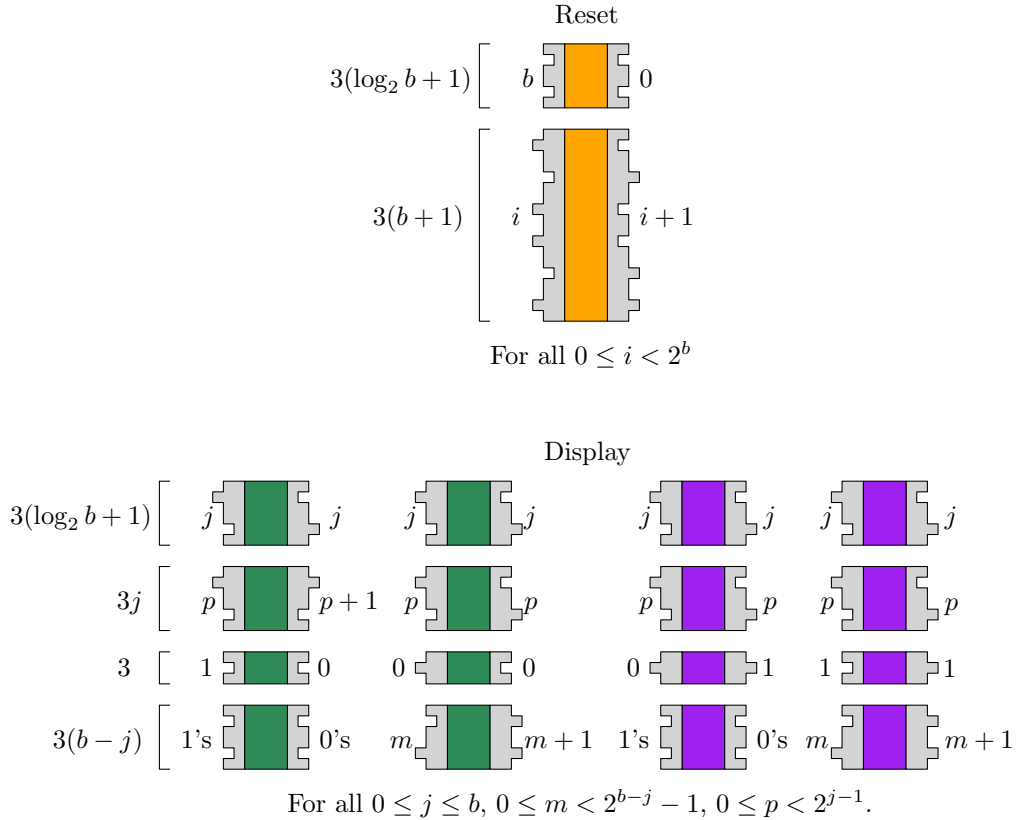 Reset
3(log₂ b + 1) b 0
3(b + 1) i i + 1
For all 0 ≤ i < 2^b
Display
3(log₂ b + 1) j j j j j j j j
3j p p + 1 p p p p p p
3 1 0 0 0 0 1 1 1
3(b − j) 1's 0's m m + 1 1's 0's m m + 1
For all 0 ≤ j ≤ b, 0 ≤ m < 2^{b−j} − 1, 0 ≤ p < 2^{j−1}.